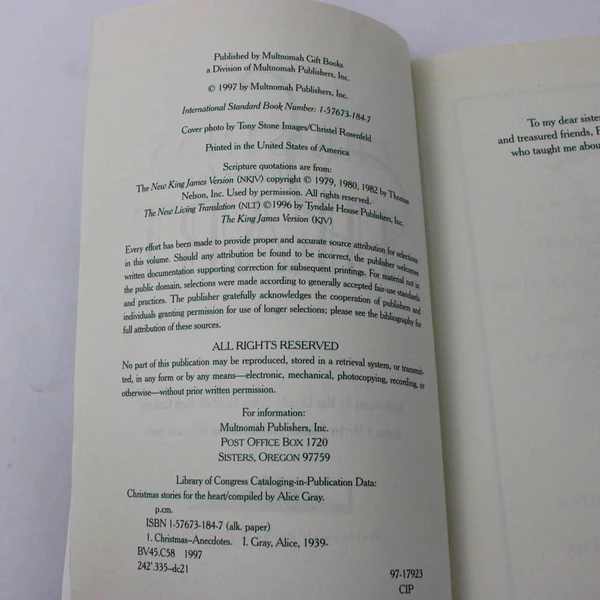 Published by Multnomah Gift Books
a Division of Multnomah Publishers, Inc.
© 1997 by Multnomah Publishers, Inc.
International Standard Book Number: 1-57673-184-7
Cover photo by Tony Stone Images/Christel Rosenfeld
Printed in the United States of America
Scripture quotations are from:
The New King James Version (NKJV) copyright © 1979, 1980, 1982 by Thomas
Nelson, Inc. Used by permission. All rights reserved.
The New Living Translation (NLT) ©1996 by Tyndale House Publishers, Inc.
The King James Version (KJV)
Every effort has been made to provide proper and accurate source attribution for selections
in this volume. Should any attribution be found to be incorrect, the publisher welcomes
written documentation supporting correction for subsequent printings. For material not in
the public domain, selections were made according to generally accepted fair-use standards
and practices. The publisher gratefully acknowledges the cooperation of publishers and
individuals granting permission for use of longer selections; please see the bibliography for
full attribution of these sources.
ALL RIGHTS RESERVED
No part of this publication may be reproduced, stored in a retrieval system, or transmit-
ted, in any form or by any means—electronic, mechanical, photocopying, recording, or
otherwise—without prior written permission.
For information:
Multnomah Publishers, Inc.
POST OFFICE BOX 1720
SISTERS, OREGON 97759
Library of Congress Cataloging-in-Publication Data:
Christmas stories for the heart/compiled by Alice Gray.
p.cm.
ISBN 1-57673-184-7 (alk. paper)
1. Christmas–Anecdotes. I. Gray, Alice, 1939-
BV45.C58 1997
242'.335-dc21
97-17923
CIP
To my dear sister
and treasured friends,
who taught me abou